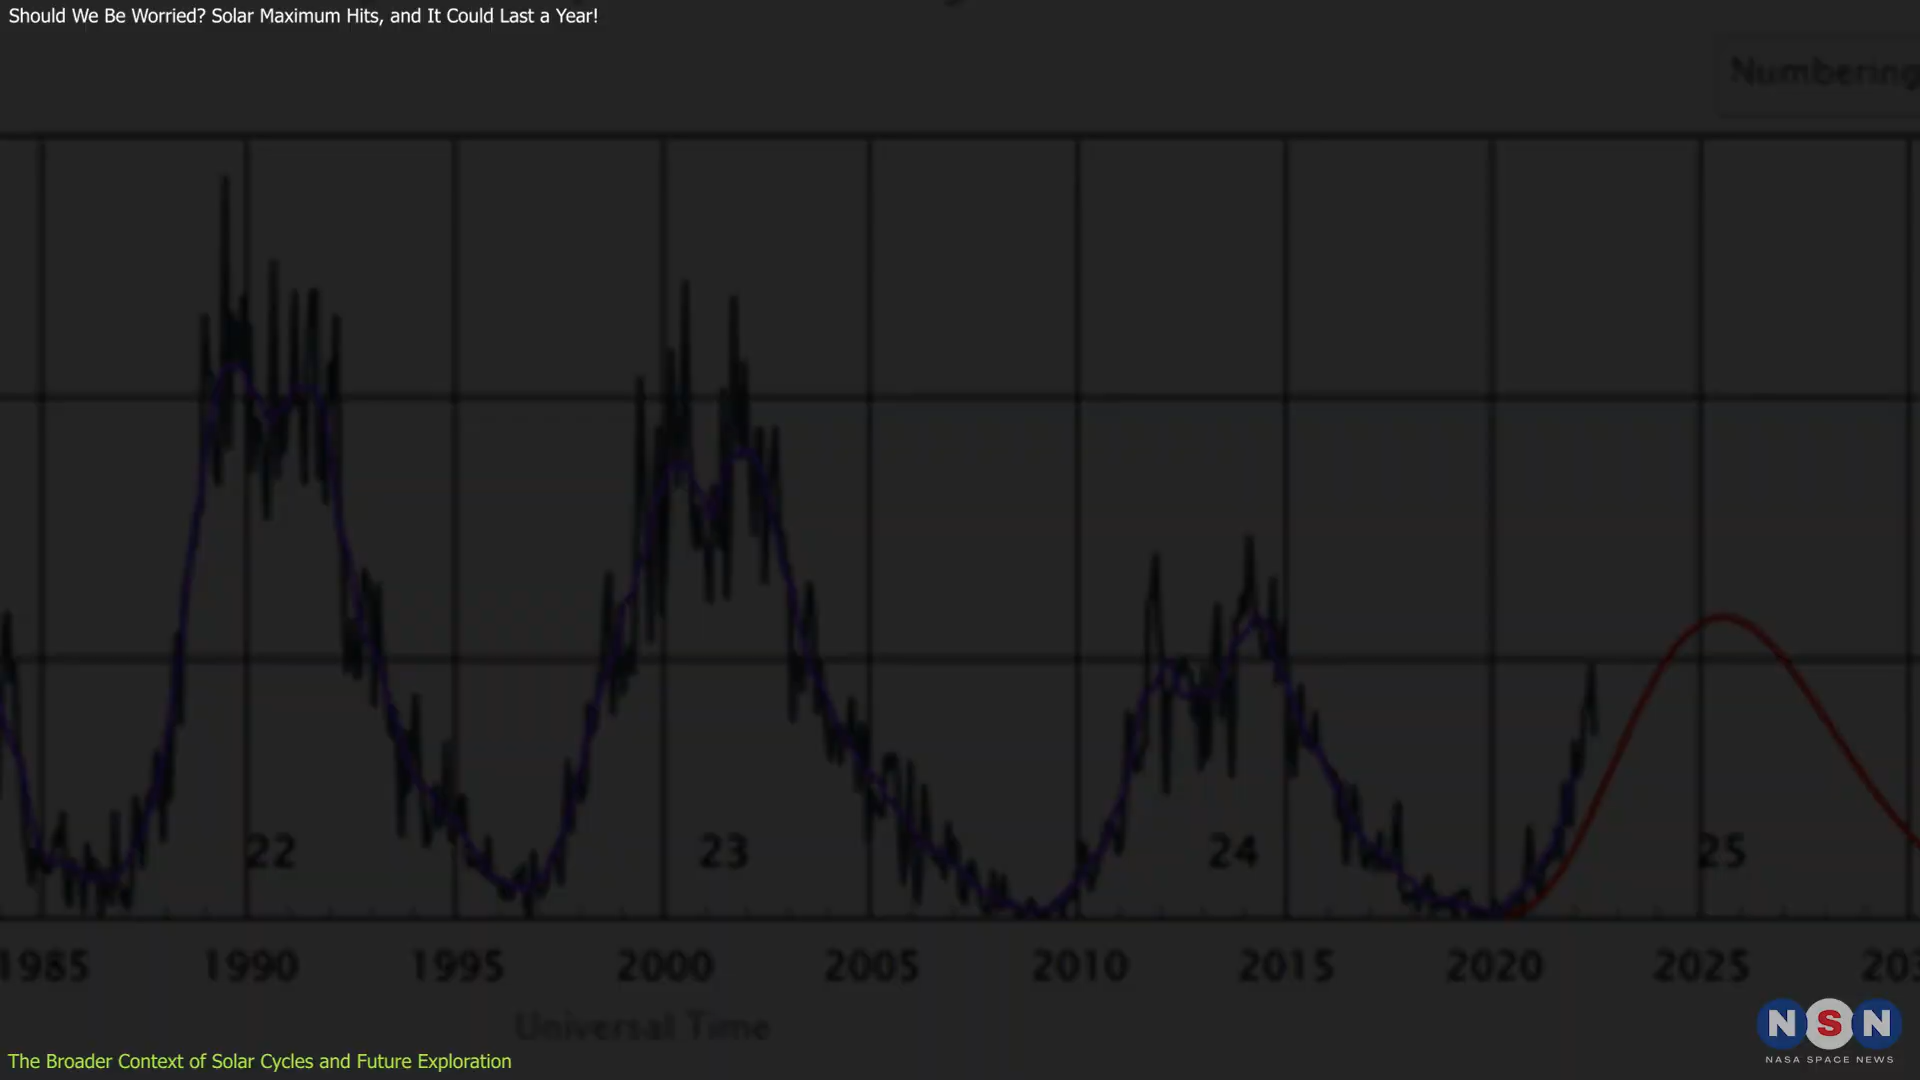 Should We Be Worried? Solar Maximum Hits, and It Could Last a Year!
Numbering
22 23 24 25
1985 1990 1995 2000 2005 2010 2015 2020 2025 203
Universal Time
The Broader Context of Solar Cycles and Future Exploration
NSN
NASA SPACE NEWS